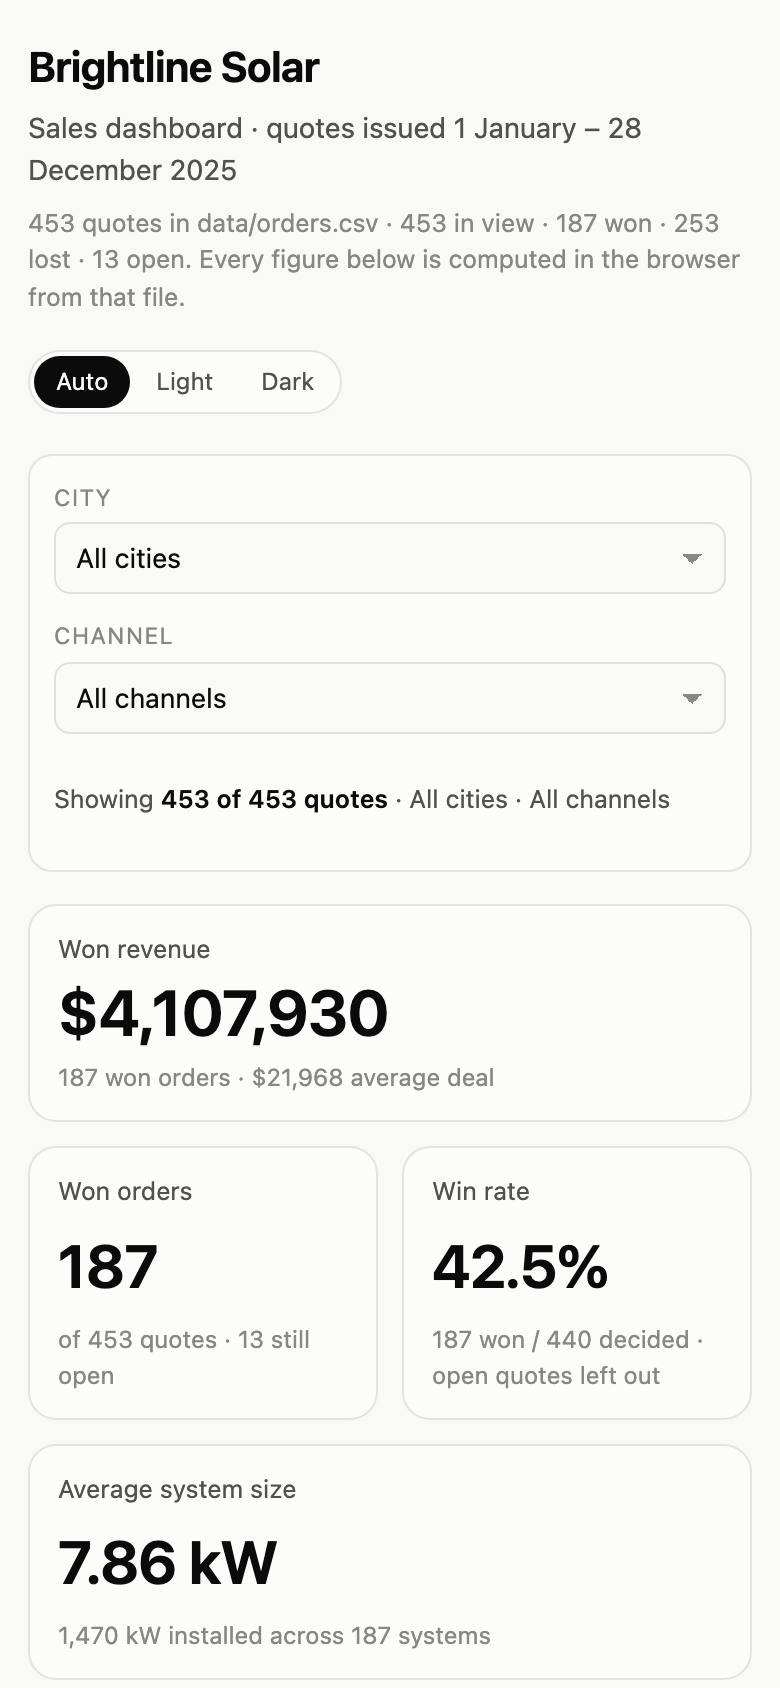 Brightline Solar
Sales dashboard · quotes issued 1 January – 28
December 2025
453 quotes in data/orders.csv · 453 in view · 187 won · 253
lost · 13 open. Every figure below is computed in the browser
from that file.
Auto Light Dark
CITY
All cities
CHANNEL
All channels
Showing 453 of 453 quotes · All cities · All channels
Won revenue
$4,107,930
187 won orders · $21,968 average deal
Won orders
187
of 453 quotes · 13 still
open
Win rate
42.5%
187 won / 440 decided ·
open quotes left out
Average system size
7.86 kW
1,470 kW installed across 187 systems